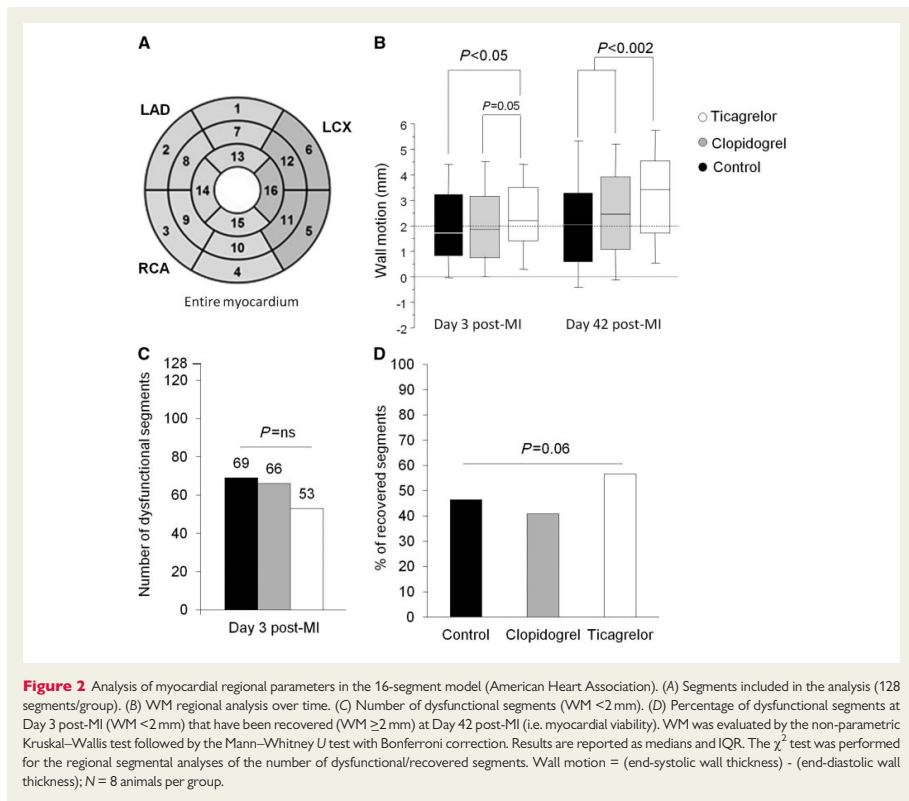 A
LAD
LCX
RCA
1
2
3
4
5
6
7
8
9
10
11
12
13
14
15
16
Entire myocardium
B
P<0.05
P=0.05
P<0.002
Ticagrelor
Clopidogrel
Control
Wall motion (mm)
6
5
4
3
2
1
0
-1
-2
Day 3 post-MI
Day 42 post-MI
C
Number of dysfunctional segments
128
120
100
80
60
40
20
0
P=ns
69
66
53
Day 3 post-MI
D
% of recovered segments
100
90
80
70
60
50
40
30
20
10
0
P=0.06
Control Clopidogrel Ticagrelor
Figure 2 Analysis of myocardial regional parameters in the 16-segment model (American Heart Association). (A) Segments included in the analysis (128
segments/group). (B) WM regional analysis over time. (C) Number of dysfunctional segments (WM <2 mm). (D) Percentage of dysfunctional segments at
Day 3 post-MI (WM <2 mm) that have been recovered (WM ≥2 mm) at Day 42 post-MI (i.e. myocardial viability). WM was evaluated by the non-parametric
Kruskal–Wallis test followed by the Mann–Whitney U test with Bonferroni correction. Results are reported as medians and IQR. The χ² test was performed
for the regional segmental analyses of the number of dysfunctional/recovered segments. Wall motion = (end-systolic wall thickness) - (end-diastolic wall
thickness); N = 8 animals per group.